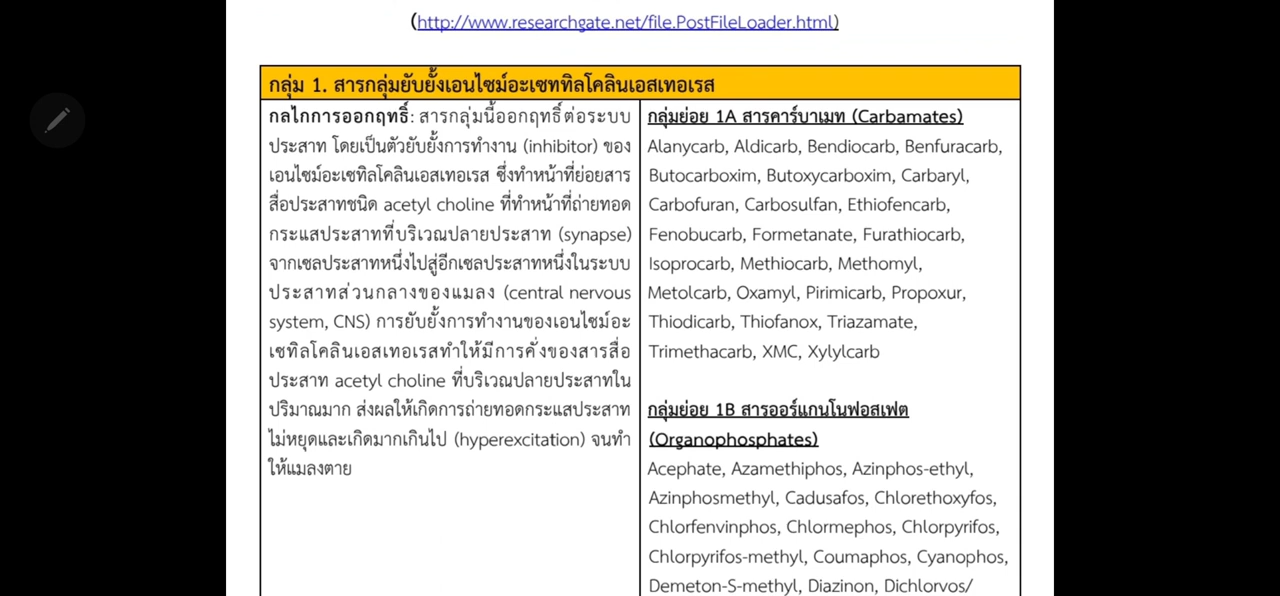 (http://www.researchgate.net/file.PostFileLoader.html)
กลุ่ม 1. สารกลุ่มยับยั้งเอนไซม์อะเซททิลโคลินเอสเทอเรส
กลไกการออกฤทธิ์: สารกลุ่มนี้ออกฤทธิ์ต่อระบบ
ประสาท โดยเป็นตัวยับยั้งการทำงาน (inhibitor) ของ
เอนไซม์อะเซทิลโคลินเอสเทอเรส ซึ่งทำหน้าที่ย่อยสาร
สื่อประสาทชนิด acetyl choline ที่ทำหน้าที่ถ่ายทอด
กระแสประสาทที่บริเวณปลายประสาท (synapse)
จากเซลประสาทหนึ่งไปสู่อีกเซลประสาทหนึ่งในระบบ
ประสาทส่วนกลางของแมลง (central nervous
system, CNS) การยับยั้งการทำงานของเอนไซม์อะ
เซทิลโคลินเอสเทอเรสทำให้มีการคั่งของสารสื่อ
ประสาท acetyl choline ที่บริเวณปลายประสาทใน
ปริมาณมาก ส่งผลให้เกิดการถ่ายทอดกระแสประสาท
ไม่หยุดและเกิดมากเกินไป (hyperexcitation) จนทำ
ให้แมลงตาย
กลุ่มย่อย 1A สารคาร์บาเมท (Carbamates)
Alanycarb, Aldicarb, Bendiocarb, Benfuracarb,
Butocarboxim, Butoxycarboxim, Carbaryl,
Carbofuran, Carbosulfan, Ethiofencarb,
Fenobucarb, Formetanate, Furathiocarb,
Isoprocarb, Methiocarb, Methomyl,
Metolcarb, Oxamyl, Pirimicarb, Propoxur,
Thiodicarb, Thiofanox, Triazamate,
Trimethacarb, XMC, Xylylcarb
กลุ่มย่อย 1B สารออร์แกนโนฟอสเฟต
(Organophosphates)
Acephate, Azamethiphos, Azinphos-ethyl,
Azinphosmethyl, Cadusafos, Chlorethoxyfos,
Chlorfenvinphos, Chlormephos, Chlorpyrifos,
Chlorpyrifos-methyl, Coumaphos, Cyanophos,
Demeton-S-methyl, Diazinon, Dichlorvos/